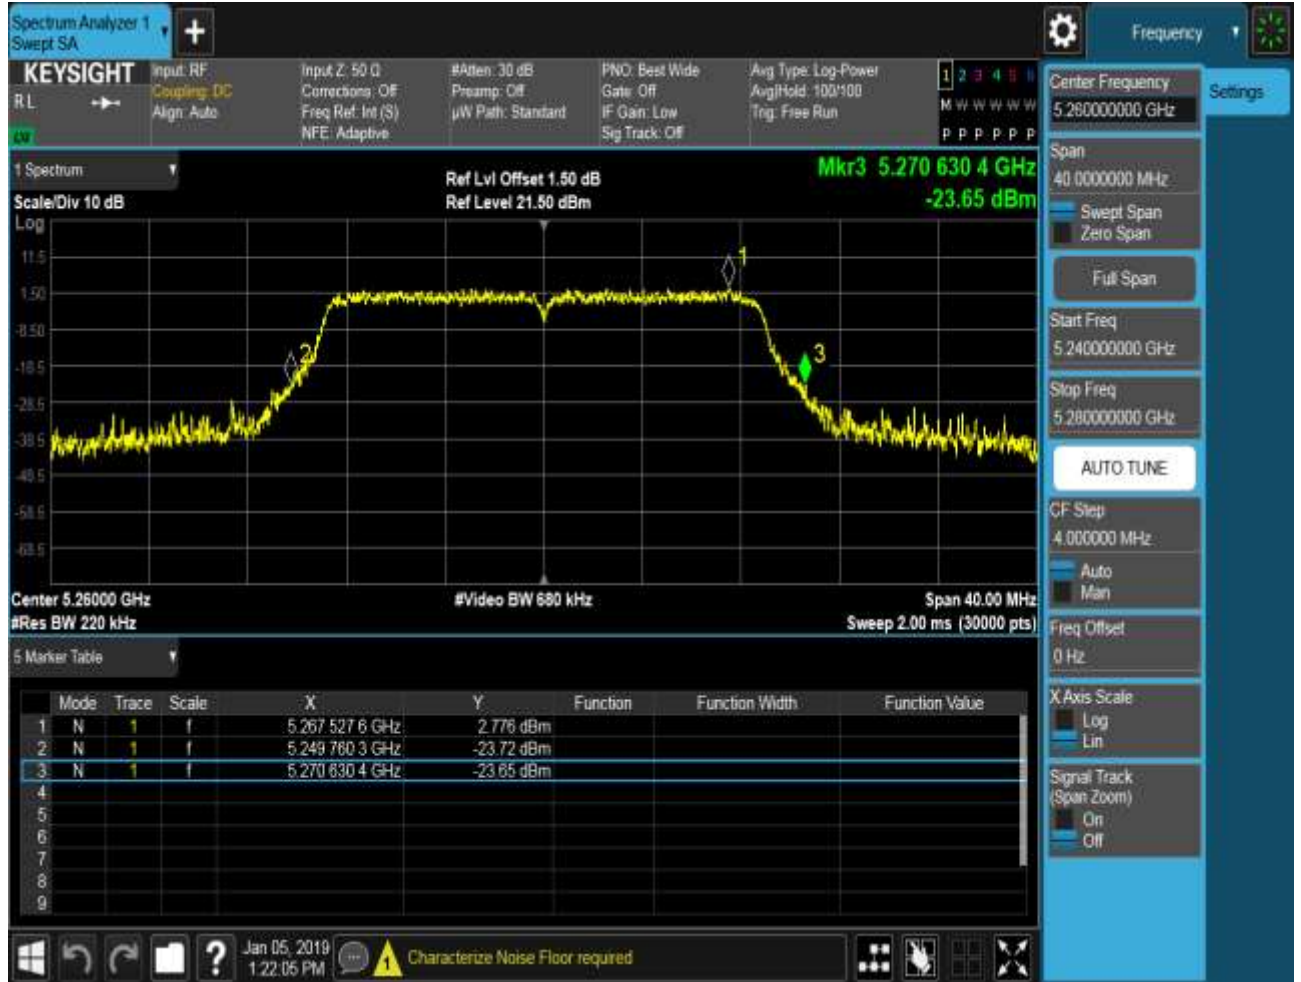 Spectrum Analyzer 1
Swept SA
Frequency
KEYSIGHT
RL
Input: RF
Coupling: DC
Align: Auto
Input Z: 50 Ω
Corrections: Off
Freq Ref: Int (S)
NFE: Adaptive
#Atten: 30 dB
Preamp: Off
µW Path: Standard
PNO: Best Wide
Gate: Off
IF Gain: Low
Sig Track: Off
Avg Type: Log-Power
Avg|Hold: 100/100
Trig: Free Run
1 2 3 4 5 6
M W W W W W
P P P P P P
1 Spectrum
Scale/Div 10 dB
Ref Lvl Offset 1.50 dB
Ref Level 21.50 dBm
Mkr3 5.270 630 4 GHz
-23.65 dBm
Log
11.5
1.50
-8.50
-18.5
-28.5
-38.5
-48.5
-58.5
-68.5
1
2
3
Center 5.26000 GHz
#Video BW 680 kHz
Span 40.00 MHz
#Res BW 220 kHz
Sweep 2.00 ms (30000 pts)
5 Marker Table
Mode Trace Scale X Y Function Function Width Function Value
1 N 1 f 5.267 527 6 GHz 2.776 dBm
2 N 1 f 5.249 760 3 GHz -23.72 dBm
3 N 1 f 5.270 630 4 GHz -23.65 dBm
4
5
6
7
8
9
Jan 05, 2019
1:22:05 PM
1
Characterize Noise Floor required
Center Frequency
5.260000000 GHz
Settings
Span
40.0000000 MHz
Swept Span
Zero Span
Full Span
Start Freq
5.240000000 GHz
Stop Freq
5.280000000 GHz
AUTO TUNE
CF Step
4.000000 MHz
Auto
Man
Freq Offset
0 Hz
X Axis Scale
Log
Lin
Signal Track
(Span Zoom)
On
Off